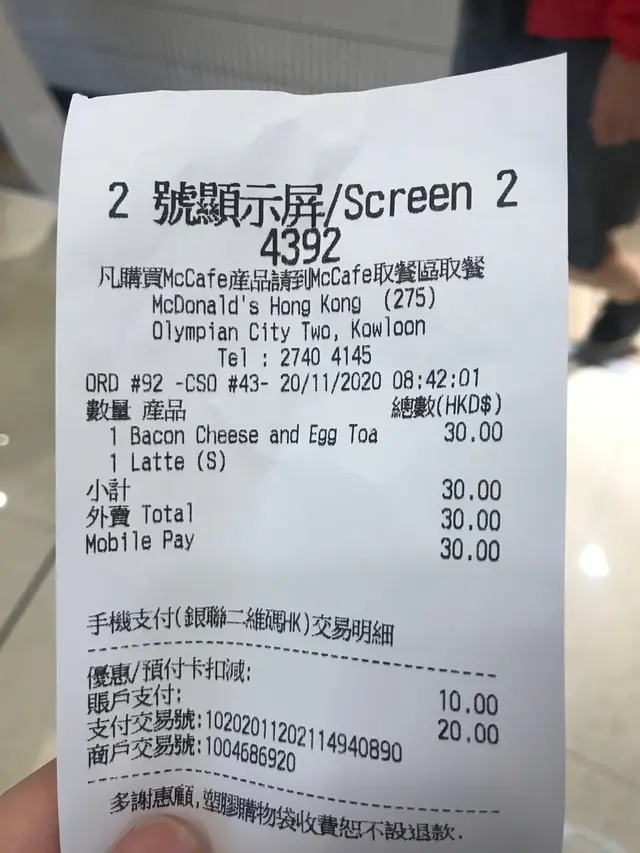 2 號顯示屏/Screen 2
4392
凡購買McCafe產品請到McCafe取餐區取餐
McDonald's Hong Kong (275)
Olympian City Two, Kowloon
Tel : 2740 4145
ORD #92 -CSO #43- 20/11/2020 08:42:01
數量 產品 總數(HKD$)
1 Bacon Cheese and Egg Toa 30.00
1 Latte (S)
小計 30.00
外賣 Total 30.00
Mobile Pay 30.00
手機支付(銀聯二維碼HK)交易明細
優惠/預付卡扣減: 10.00
賬戶支付: 20.00
支付交易號:10202011202114940890
商戶交易號:1004686920
多謝惠顧,塑膠購物袋收費恕不設退款.